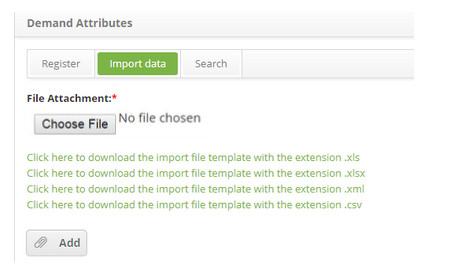 Demand Attributes
Register Import data Search
File Attachment:*
Choose File No file chosen
Click here to download the import file template with the extension .xls
Click here to download the import file template with the extension .xlsx
Click here to download the import file template with the extension .xml
Click here to download the import file template with the extension .csv
Add